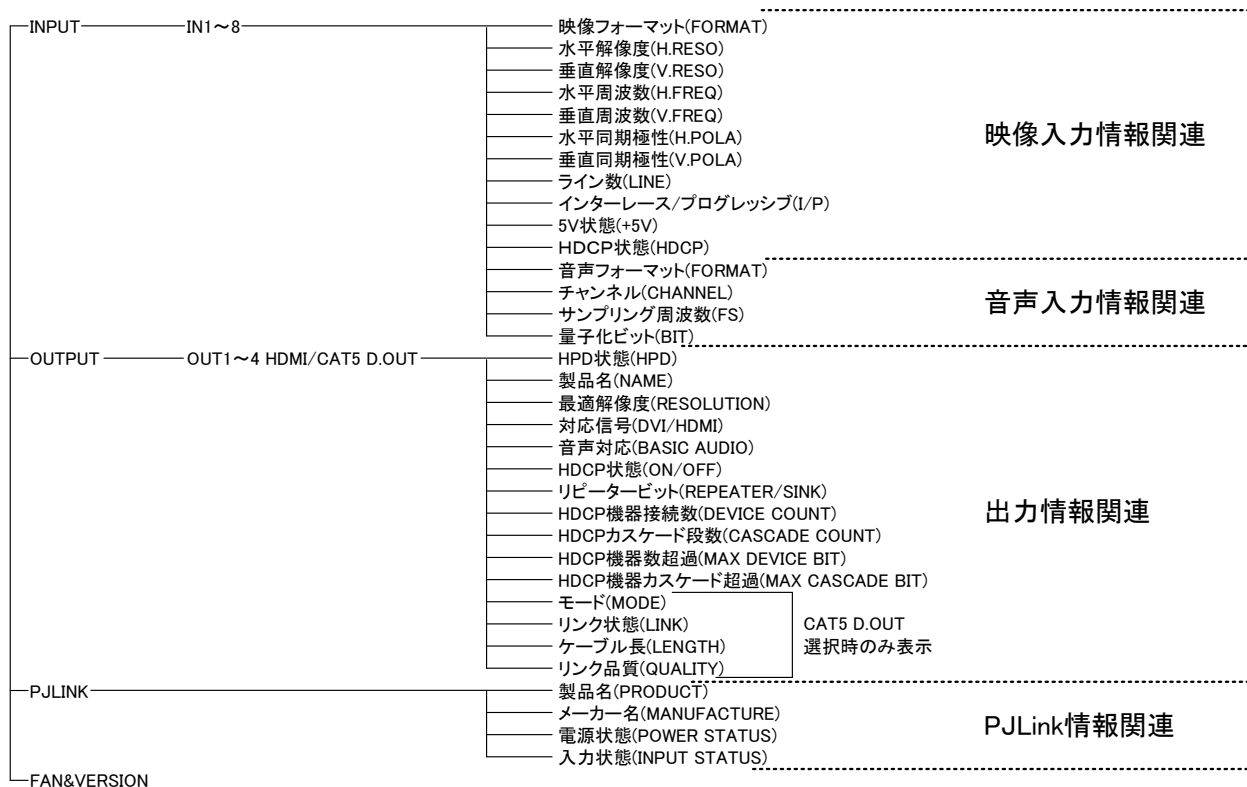 INPUT IN1～8 映像フォーマット(FORMAT)
水平解像度(H.RESO)
垂直解像度(V.RESO)
水平周波数(H.FREQ)
垂直周波数(V.FREQ)
水平同期極性(H.POLA)
垂直同期極性(V.POLA)
ライン数(LINE)
インターレース/プログレッシブ(I/P)
5V状態(+5V)
HDCP状態(HDCP)
映像入力情報関連
音声フォーマット(FORMAT)
チャンネル(CHANNEL)
サンプリング周波数(FS)
量子化ビット(BIT)
音声入力情報関連
OUTPUT OUT1～4 HDMI/CAT5 D.OUT HPD状態(HPD)
製品名(NAME)
最適解像度(RESOLUTION)
対応信号(DVI/HDMI)
音声対応(BASIC AUDIO)
HDCP状態(ON/OFF)
リピータービット(REPEATER/SINK)
HDCP機器接続数(DEVICE COUNT)
HDCPカスケード段数(CASCADE COUNT)
HDCP機器数超過(MAX DEVICE BIT)
HDCP機器カスケード超過(MAX CASCADE BIT)
モード(MODE)
リンク状態(LINK)
ケーブル長(LENGTH)
リンク品質(QUALITY)
CAT5 D.OUT
選択時のみ表示
出力情報関連
PJLINK 製品名(PRODUCT)
メーカー名(MANUFACTURE)
電源状態(POWER STATUS)
入力状態(INPUT STATUS)
PJLink情報関連
FAN&VERSION